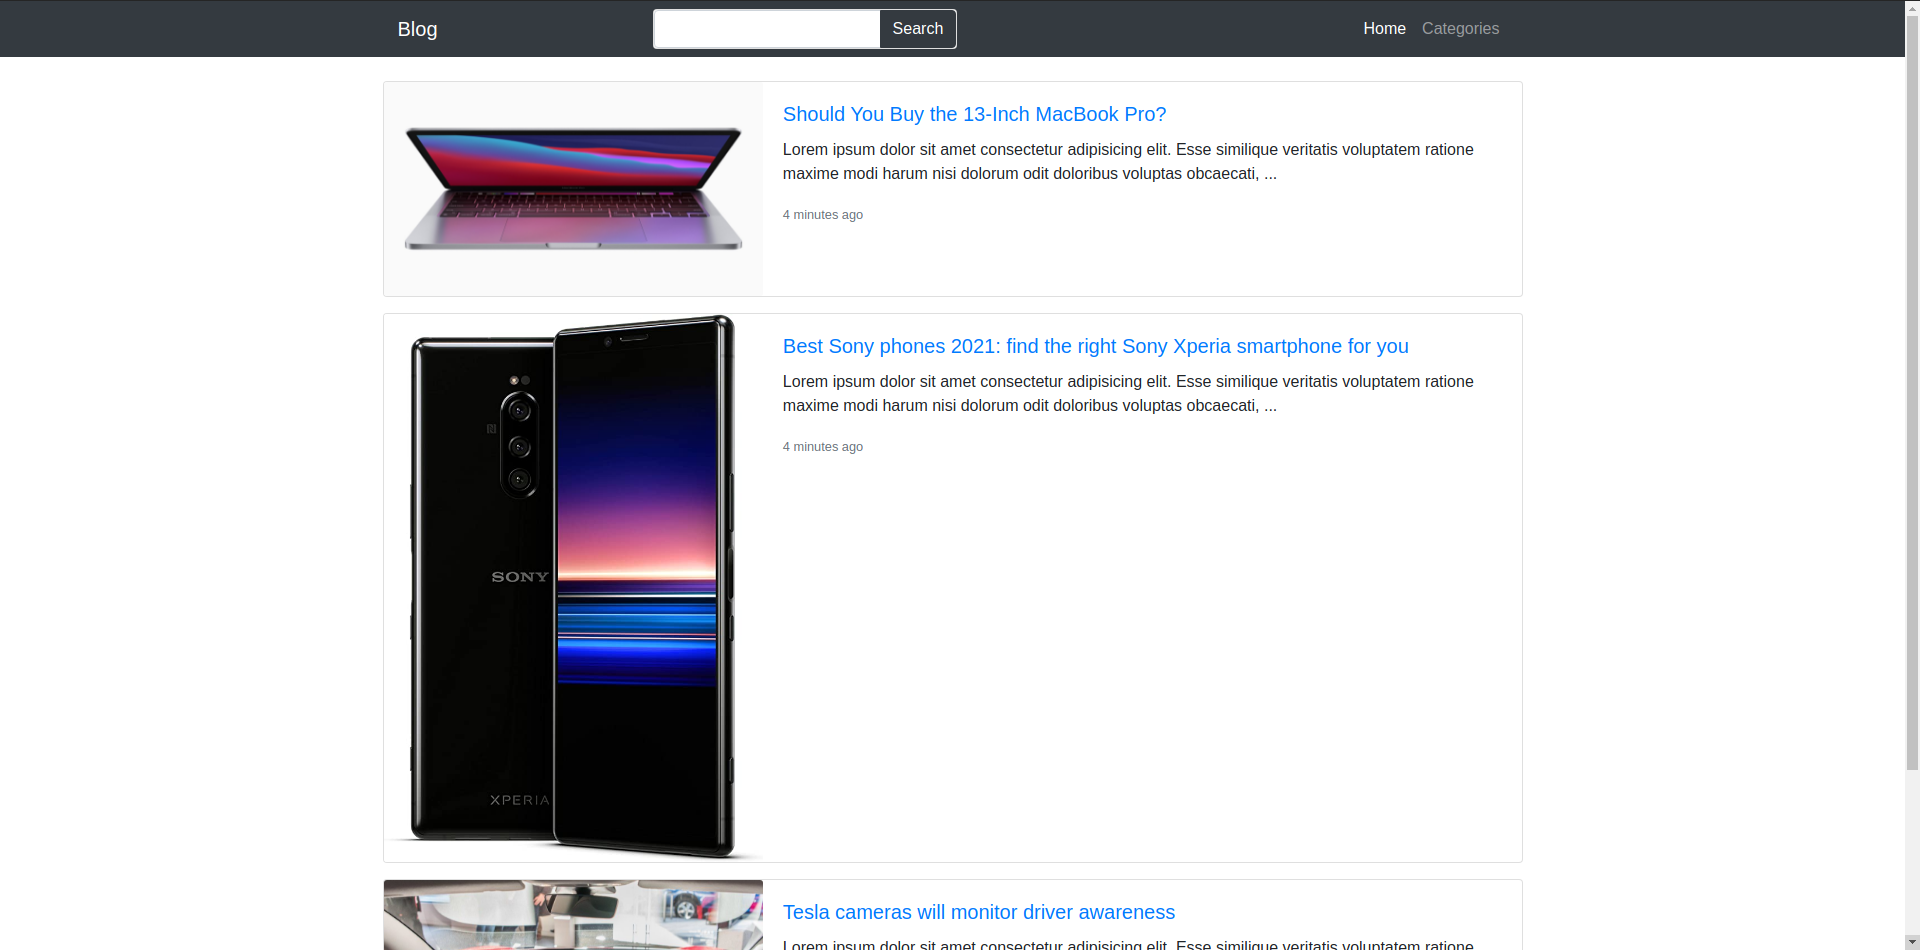 Blog
Search
Home
Categories
Should You Buy the 13-Inch MacBook Pro?
Lorem ipsum dolor sit amet consectetur adipisicing elit. Esse similique veritatis voluptatem ratione
maxime modi harum nisi dolorum odit doloribus voluptas obcaecati, ...
4 minutes ago
SONY
XPERIA
Best Sony phones 2021: find the right Sony Xperia smartphone for you
Lorem ipsum dolor sit amet consectetur adipisicing elit. Esse similique veritatis voluptatem ratione
maxime modi harum nisi dolorum odit doloribus voluptas obcaecati, ...
4 minutes ago
Tesla cameras will monitor driver awareness
Lorem ipsum dolor sit amet consectetur adipisicing elit. Esse similique veritatis voluptatem ratione